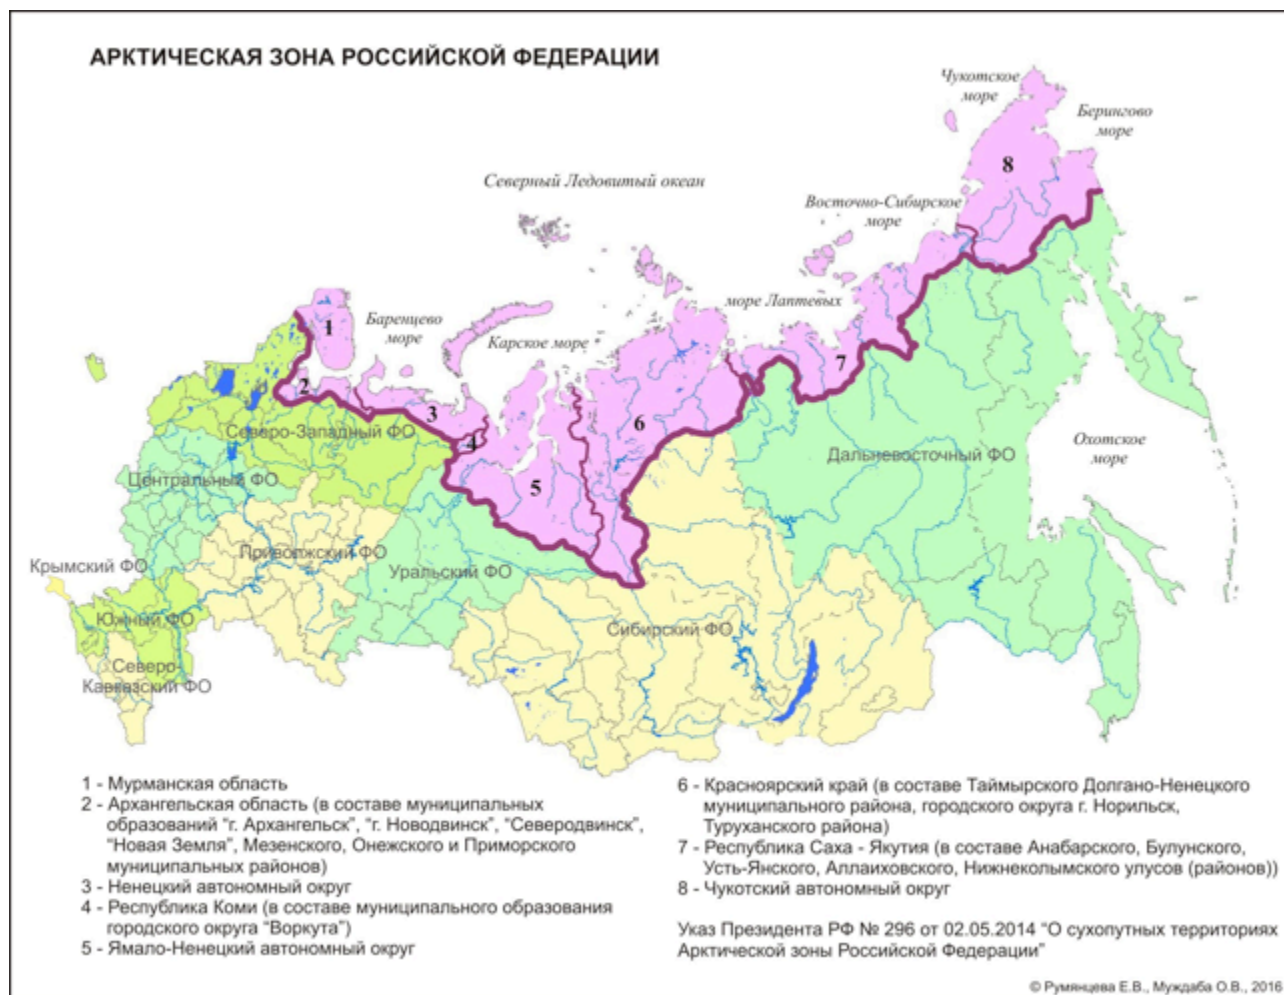 АРКТИЧЕСКАЯ ЗОНА РОССИЙСКОЙ ФЕДЕРАЦИИ
Чукотское
море
Берингово
море
8
Северный Ледовитый океан
Восточно-Сибирское
море
море Лаптевых
Баренцево
море
Карское море
1
2
3
4
5
6
7
Северо-Западный ФО
Охотское
море
Дальневосточный ФО
Центральный ФО
Приволжский ФО
Крымский ФО
Уральский ФО
Южный ФО
Сибирский ФО
Северо-
Кавказский ФО
1 - Мурманская область
2 - Архангельская область (в составе муниципальных
образований "г. Архангельск", "г. Новодвинск", "Северодвинск",
"Новая Земля", Мезенского, Онежского и Приморского
муниципальных районов)
3 - Ненецкий автономный округ
4 - Республика Коми (в составе муниципального образования
городского округа "Воркута")
5 - Ямало-Ненецкий автономный округ
6 - Красноярский край (в составе Таймырского Долгано-Ненецкого
муниципального района, городского округа г. Норильск,
Туруханского района)
7 - Республика Саха - Якутия (в составе Анабарского, Булунского,
Усть-Янского, Аллаиховского, Нижнеколымского улусов (районов))
8 - Чукотский автономный округ
Указ Президента РФ № 296 от 02.05.2014 "О сухопутных территориях
Арктической зоны Российской Федерации"
© Румянцева Е.В., Муждаба О.В., 2016